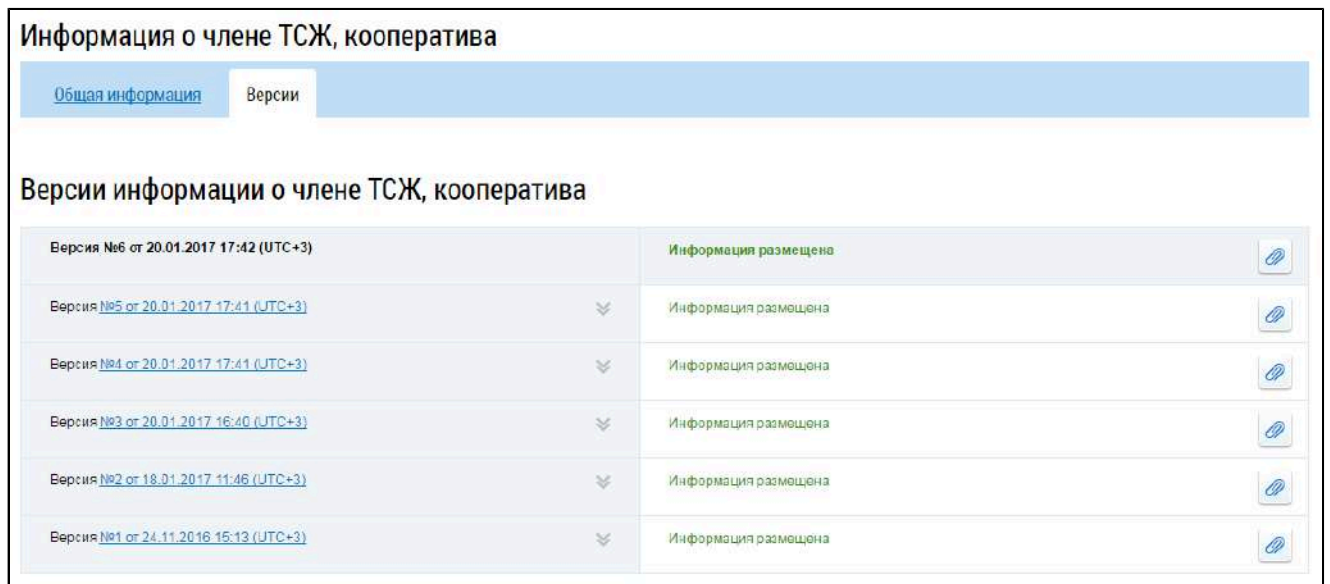 Информация о члене ТСЖ, кооператива
Общая информация Версии
Версии информации о члене ТСЖ, кооператива
Версия №6 от 20.01.2017 17:42 (UTC+3) Информация размещена
Версия №5 от 20.01.2017 17:41 (UTC+3) Информация размещена
Версия №4 от 20.01.2017 17:41 (UTC+3) Информация размещена
Версия №3 от 20.01.2017 16:40 (UTC+3) Информация размещена
Версия №2 от 18.01.2017 11:46 (UTC+3) Информация размещена
Версия №1 от 24.11.2016 15:13 (UTC+3) Информация размещена